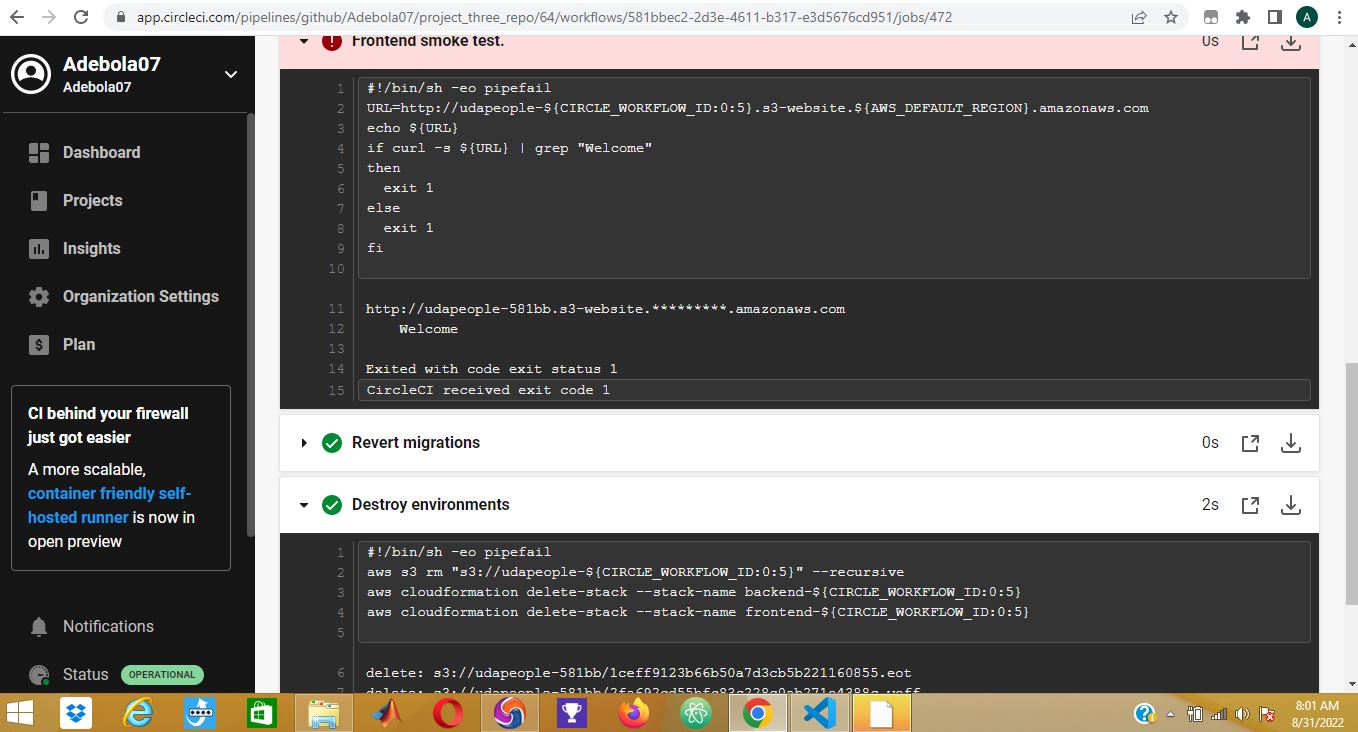 app.circleci.com/pipelines/github/Adebola07/project_three_repo/64/workflows/581bbec2-2d3e-4611-b317-e3d5676cd951/jobs/472
A
Adebola07
Adebola07
Dashboard
Projects
Insights
Organization Settings
Plan
CI behind your firewall
just got easier
A more scalable,
container friendly self-
hosted runner is now in
open preview
Notifications
Status OPERATIONAL
Frontend smoke test.
0s
1 #!/bin/sh -eo pipefail
2 URL=http://udapeople-${CIRCLE_WORKFLOW_ID:0:5}.s3-website.${AWS_DEFAULT_REGION}.amazonaws.com
3 echo ${URL}
4 if curl -s ${URL} | grep "Welcome"
5 then
6 exit 1
7 else
8 exit 1
9 fi
10
11 http://udapeople-581bb.s3-website.*********.amazonaws.com
12 Welcome
13
14 Exited with code exit status 1
15 CircleCI received exit code 1
Revert migrations
0s
Destroy environments
2s
1 #!/bin/sh -eo pipefail
2 aws s3 rm "s3://udapeople-${CIRCLE_WORKFLOW_ID:0:5}" --recursive
3 aws cloudformation delete-stack --stack-name backend-${CIRCLE_WORKFLOW_ID:0:5}
4 aws cloudformation delete-stack --stack-name frontend-${CIRCLE_WORKFLOW_ID:0:5}
5
6 delete: s3://udapeople-581bb/1ceff9123b66b50a7d3cb5b221160855.eot
7 delete:
8:01 AM
8/31/2022